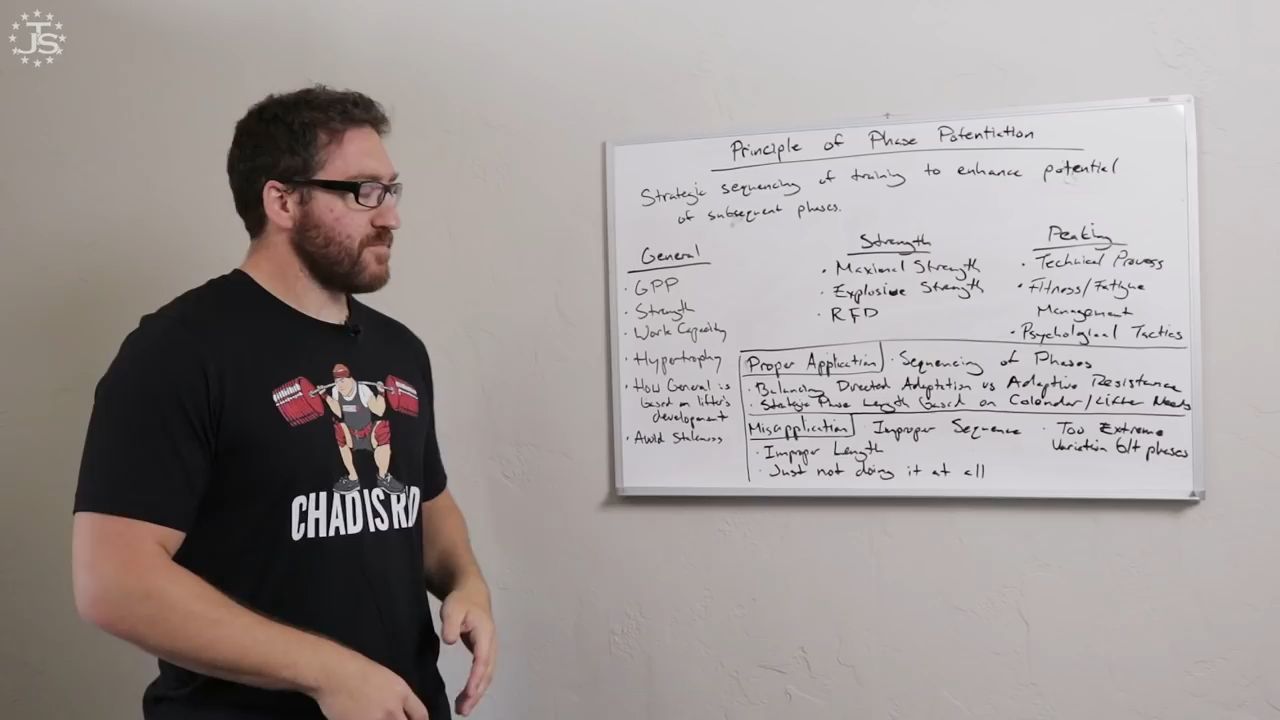 JTS
Principle of Phase Potentiation
Strategic sequencing of training to enhance potential
of subsequent phases.
General
· GPP
· Strength
· Work Capacity
· Hypertrophy
· How General is
based on lifter's
development
· Avoid Staleness
Strength
· Maximal Strength
· Explosive Strength
· RFD
Peaking
· Technical Prowess
· Fitness/Fatigue
Management
· Psychological Tactics
Proper Application · Sequencing of Phases
· Balancing Directed Adaptation vs Adaptive Resistance
· Strategic Phase Length based on Calendar/Lifter Needs
Misapplication · Improper Sequence · Too Extreme
Variation b/t phases
· Improper Length
· Just not doing it at all
CHAD IS